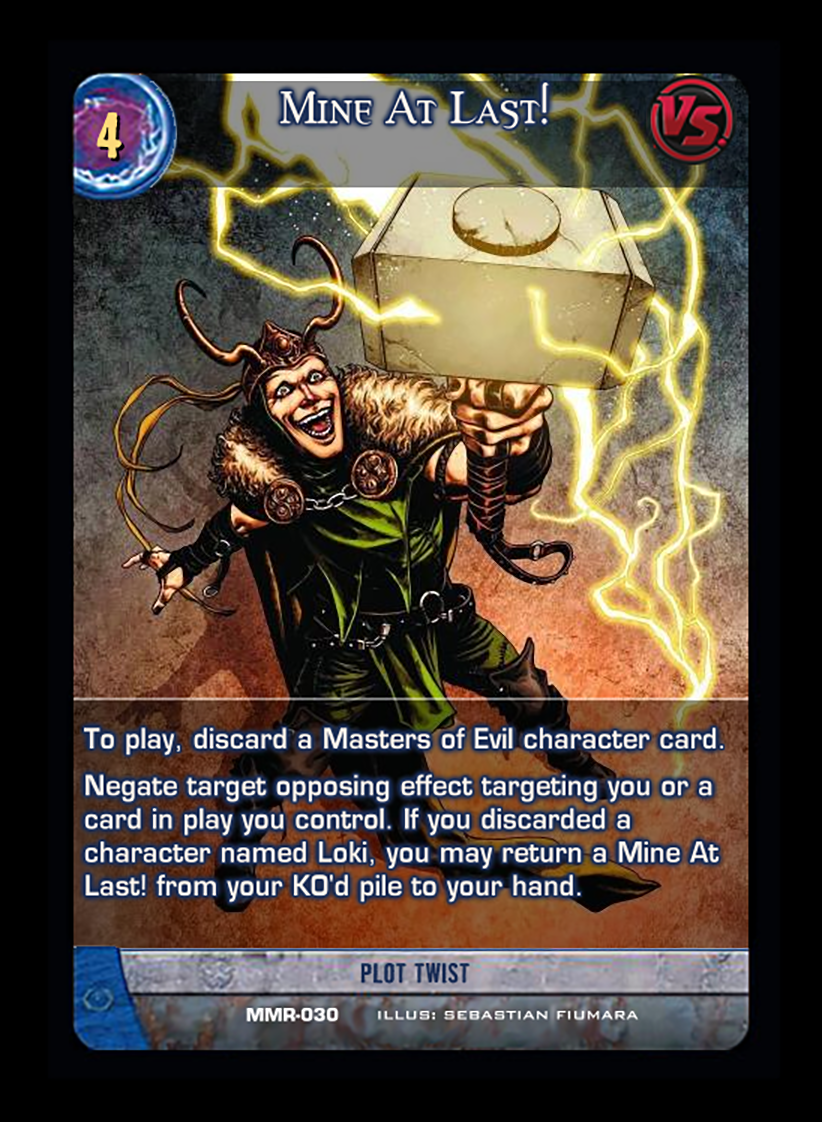 4
Mine At Last!
VS.
To play, discard a Masters of Evil character card.
Negate target opposing effect targeting you or a
card in play you control. If you discarded a
character named Loki, you may return a Mine At
Last! from your KO'd pile to your hand.
PLOT TWIST
MMR-030 ILLUS: SEBASTIAN FIUMARA